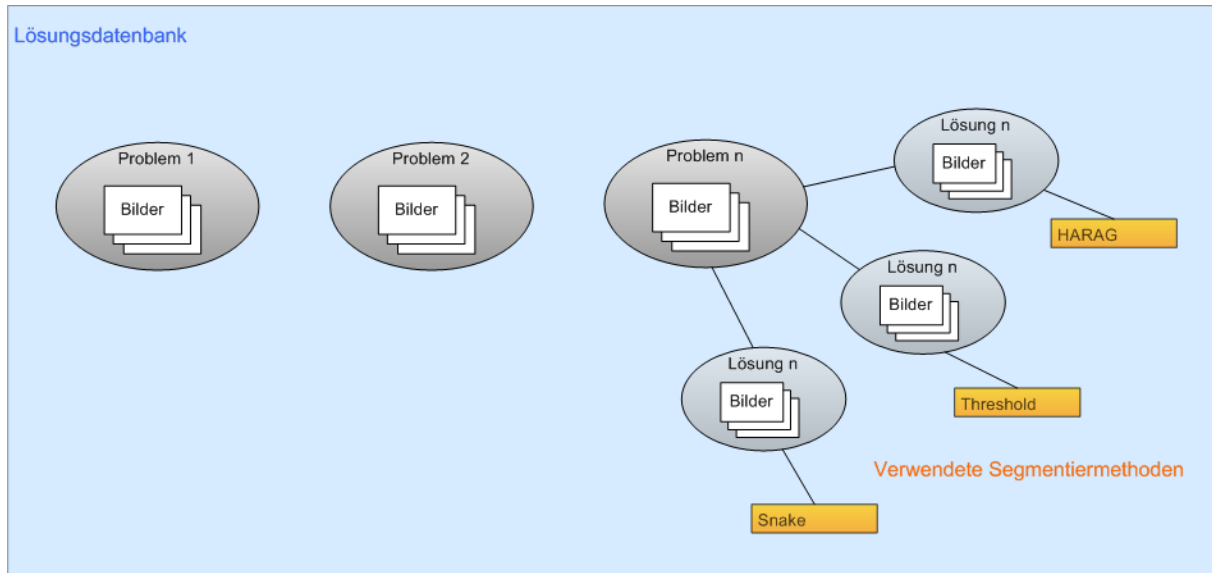 Lösungsdatenbank
Problem 1
Bilder
Problem 2
Bilder
Problem n
Bilder
Lösung n
Bilder
HARAG
Lösung n
Bilder
Threshold
Lösung n
Bilder
Snake
Verwendete Segmentiermethoden